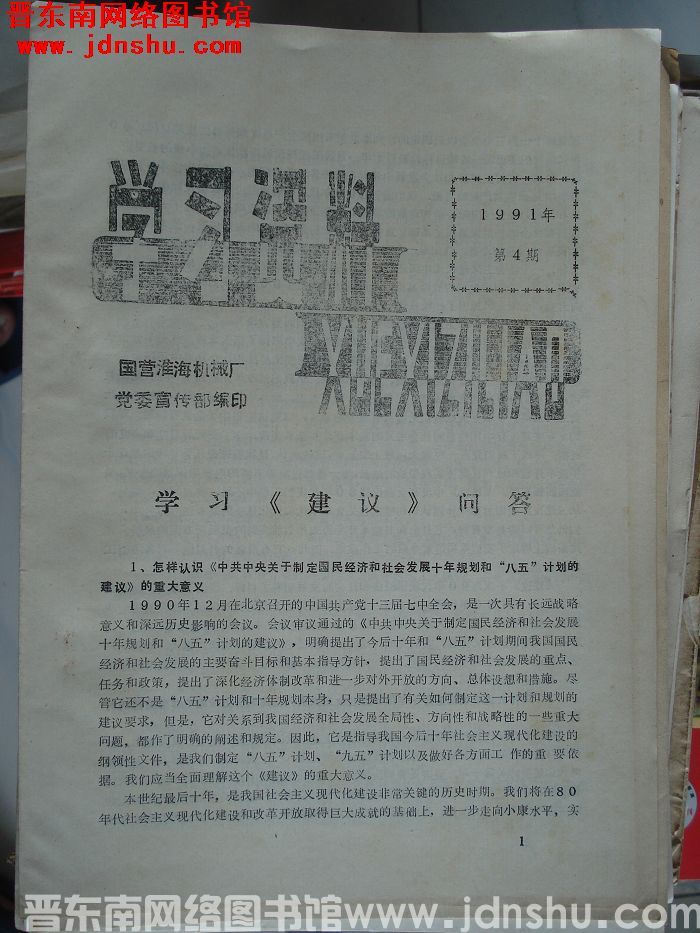 晋东南网络图书馆
www.jdnshu.com
学习资料
1991年
第4期
XUEXIZILIAO
国营淮海机械厂
党委宣传部编印
学习《建议》问答
1、怎样认识《中共中央关于制定国民经济和社会发展十年规划和“八五”计划的
建议》的重大意义
1990年12月在北京召开的中国共产党十三届七中全会，是一次具有长远战略
意义和深远历史影响的会议。会议审议通过的《中共中央关于制定国民经济和社会发展
十年规划和“八五”计划的建议》，明确提出了今后十年和“八五”计划期间我国国民
经济和社会发展的主要奋斗目标和基本指导方针，提出了国民经济和社会发展的重点、
任务和政策，提出了深化经济体制改革和进一步对外开放的方向、总体设想和措施。尽
管它还不是“八五”计划和十年规划本身，只是提出了有关如何制定这一计划和规划的
建议要求，但是，它对关系到我国经济和社会发展全局性、方向性和战略性的一些重大
问题，都作了明确的阐述和规定。因此，它是指导我国今后十年社会主义现代化建设的
纲领性文件，是我们制定“八五”计划、“九五”计划以及做好各方面工作的重要依
据。我们应当全面理解这个《建议》的重大意义。
本世纪最后十年，是我国社会主义现代化建设非常关键的历史时期。我们将在80
年代社会主义现代化建设和改革开放取得巨大成就的基础上，进一步走向小康水平，实
1
晋东南网络图书馆www.jdnshu.com